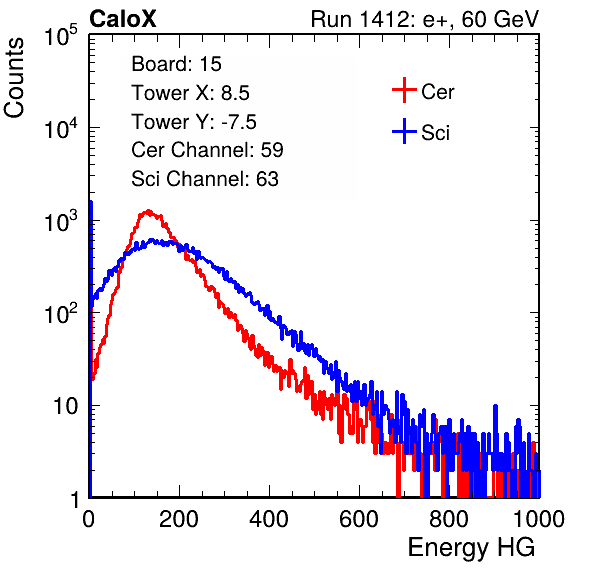 CaloX Run 1412: e+, 60 GeV
Counts
Board: 15
Tower X: 8.5
Tower Y: -7.5
Cer Channel: 59
Sci Channel: 63
Cer
Sci
10^5
10^4
10^3
10^2
10
1
0 200 400 600 800 1000
Energy HG